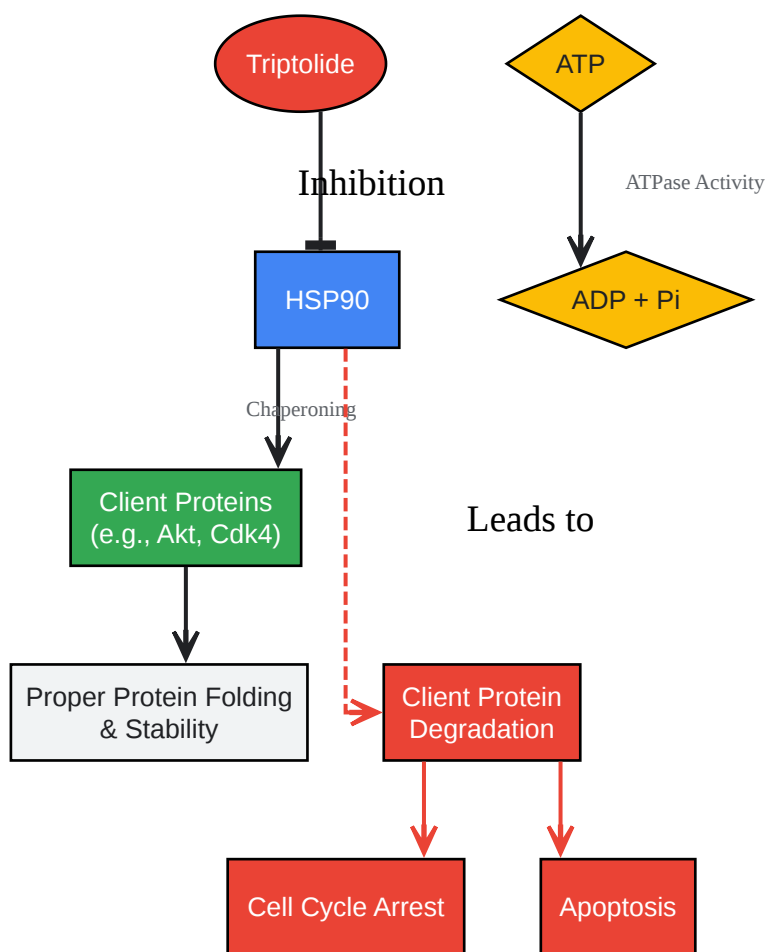 Triptolide
ATP
Inhibition
ATPase Activity
HSP90
ADP + Pi
Chaperoning
Client Proteins
(e.g., Akt, Cdk4)
Leads to
Proper Protein Folding
& Stability
Client Protein
Degradation
Cell Cycle Arrest
Apoptosis